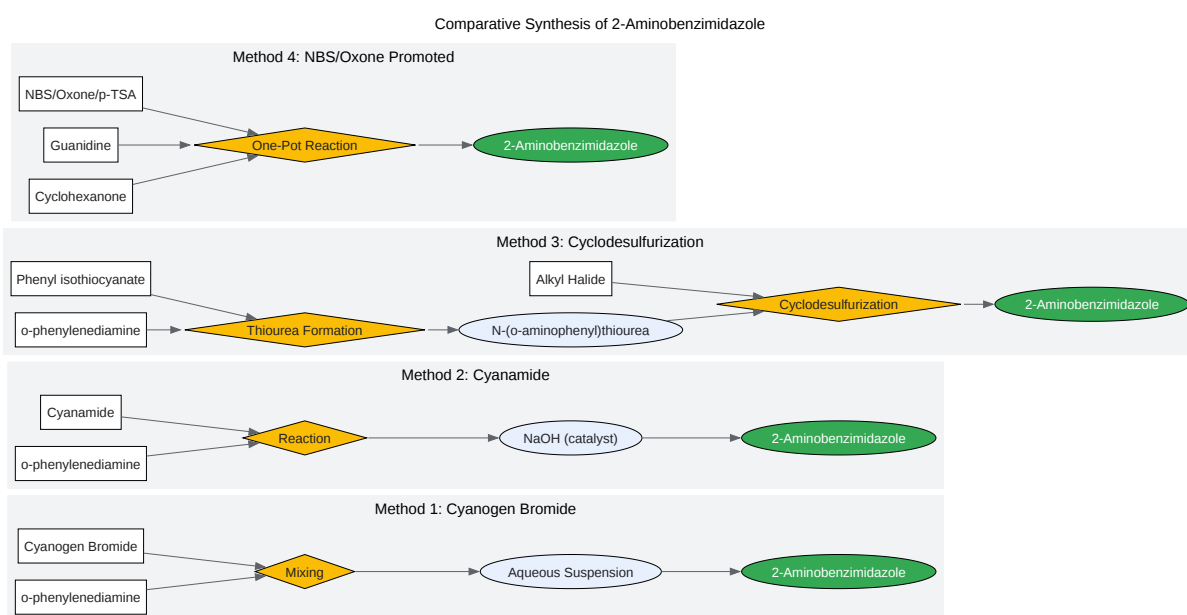 Comparative Synthesis of 2-Aminobenzimidazole
Method 4: NBS/Oxone Promoted
NBS/Oxone/p-TSA
Guanidine
Cyclohexanone
One-Pot Reaction
2-Aminobenzimidazole
Method 3: Cyclodesulfurization
Phenyl isothiocyanate
o-phenylenediamine
Thiourea Formation
N-(o-aminophenyl)thiourea
Alkyl Halide
Cyclodesulfurization
2-Aminobenzimidazole
Method 2: Cyanamide
Cyanamide
o-phenylenediamine
Reaction
NaOH (catalyst)
2-Aminobenzimidazole
Method 1: Cyanogen Bromide
Cyanogen Bromide
o-phenylenediamine
Mixing
Aqueous Suspension
2-Aminobenzimidazole